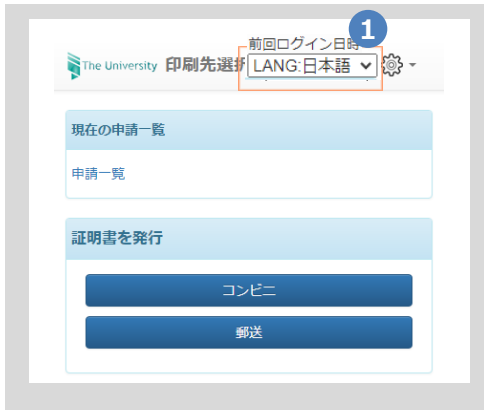 1
前回ログイン日時
The University 印刷先選択 LANG:日本語
現在の申請一覧
申請一覧
証明書を発行
コンビニ
郵送